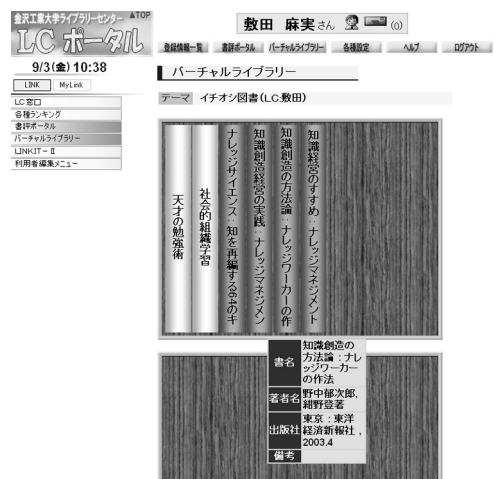 金沢工業大学ライブラリーセンター
▲TOP
LC ポータル
敷田 麻実さん (0)
登録情報一覧 書評ポータル バーチャルライブラリー 各種設定 ヘルプ ログアウト
9/3(金) 10:38
LINK MyLink
LC窓口
各種ランキング
書評ポータル
バーチャルライブラリー
LINKIT-Ⅱ
利用者編集メニュー
バーチャルライブラリー
テーマ イチオシ図書(LC:敷田)
知識経営のすすめ：ナレッジマネジメント
知識創造の方法論：ナレッジワーカーの作
知識創造経営の実践：ナレッジマネジメン
ナレッジサイエンス：知を再編する64のキ
社会的組織学習
天才の勉強術
書名 知識創造の
方法論：ナレ
ッジワーカー
の作法
著者名 野中郁次郎,
紺野登著
出版社 東京：東洋
経済新報社,
2003.4
備考